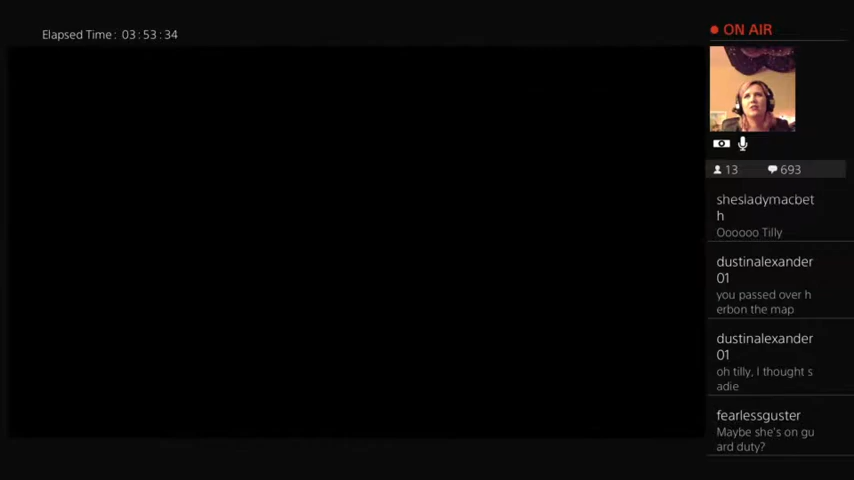 Elapsed Time: 03:53:34
ON AIR
13 693
shesladymacbet
h
Oooooo Tilly
dustinalexander
01
you passed over h
erbon the map
dustinalexander
01
oh tilly, I thought s
adie
fearlessguster
Maybe she's on gu
ard duty?